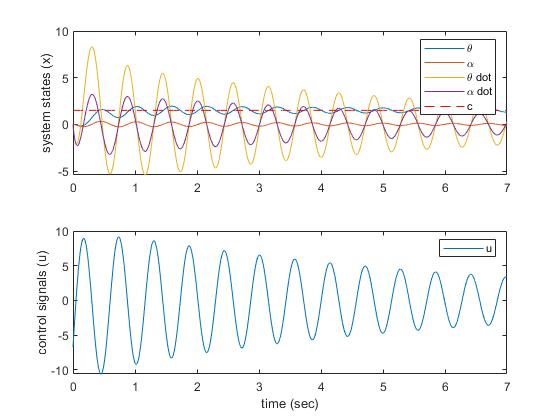 10
5
0
-5
0
1
2
3
4
5
6
7
system states (x)
θ
α
θ dot
α dot
c
10
5
0
-5
-10
0
1
2
3
4
5
6
7
control signals (u)
u
time (sec)